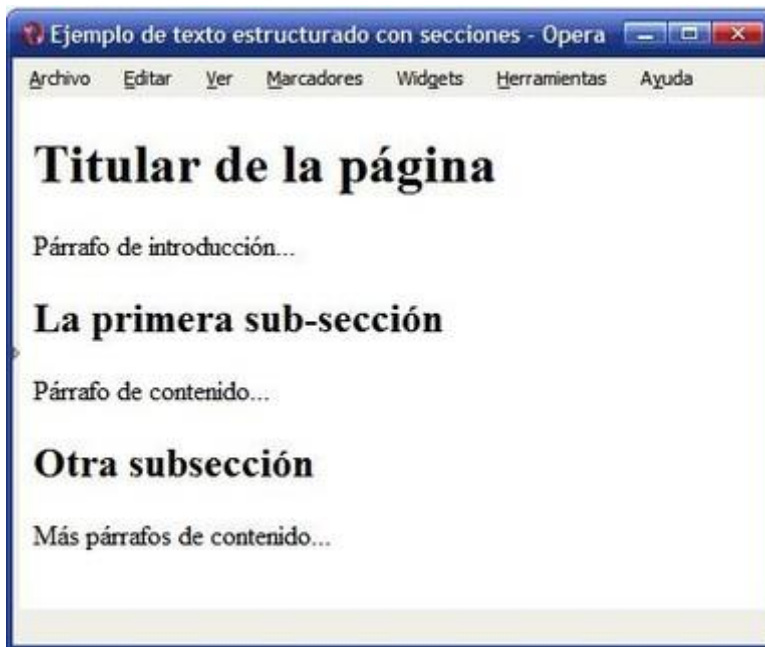 Ejemplo de texto estructurado con secciones - Opera
Archivo Editar Ver Marcadores Widgets Herramientas Ayuda
Titular de la página
Párrafo de introducción...
La primera sub-sección
Párrafo de contenido...
Otra subsección
Más párrafos de contenido...